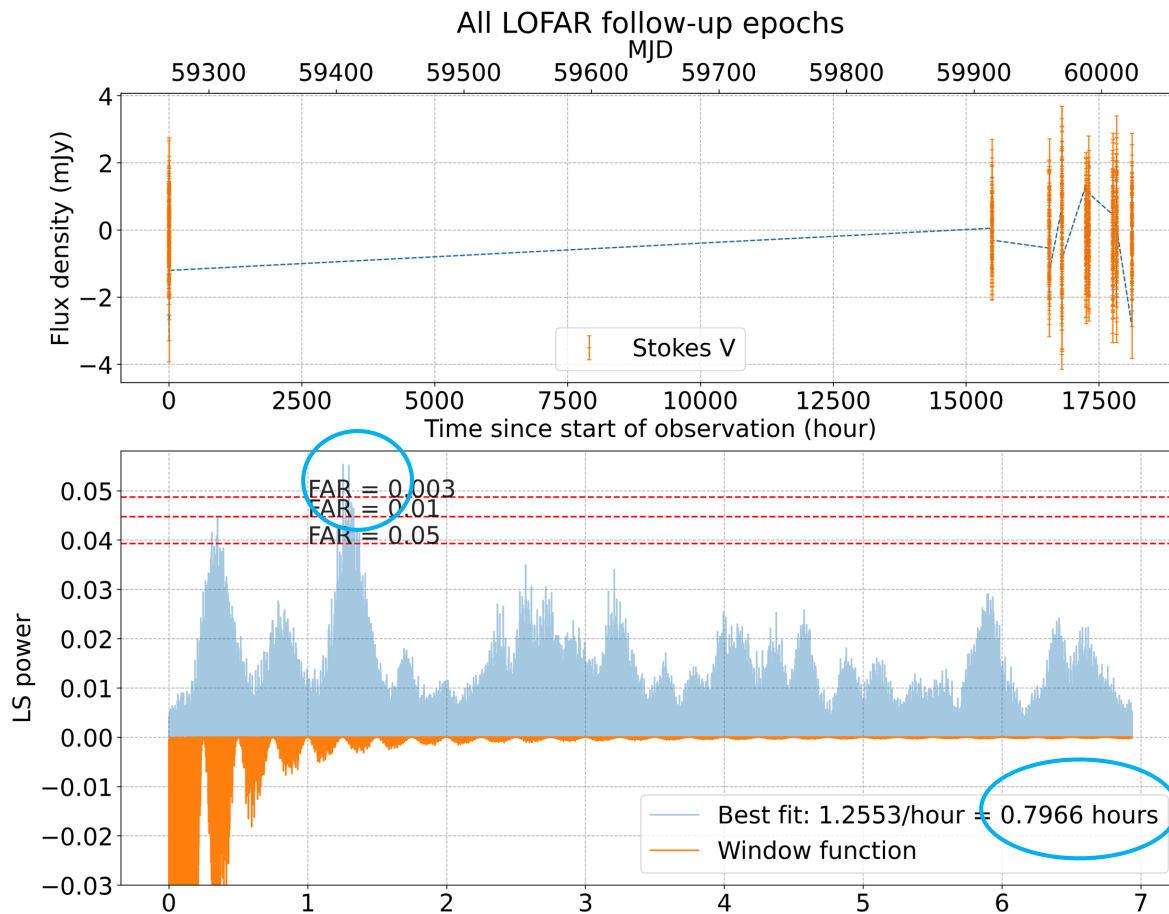 All LOFAR follow-up epochs
MJD
59300 59400 59500 59600 59700 59800 59900 60000
4
2
0
−2
−4
Flux density (mJy)
Stokes V
0 2500 5000 7500 10000 12500 15000 17500
Time since start of observation (hour)
0.05
0.04
0.03
0.02
0.01
0.00
−0.01
−0.02
−0.03
LS power
FAR = 0.003
FAR = 0.01
FAR = 0.05
Best fit: 1.2553/hour = 0.7966 hours
Window function
0 1 2 3 4 5 6 7